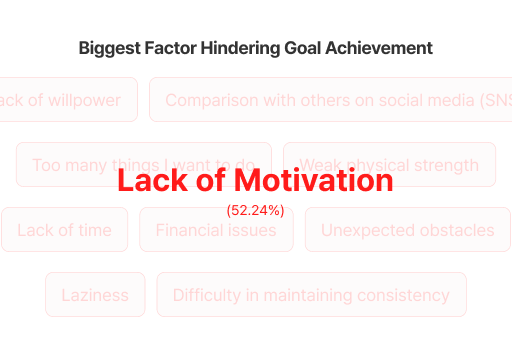 Biggest Factor Hindering Goal Achievement
ack of willpower
Comparison with others on social media (SNS
Too many things I want to do
Weak physical strength
Lack of Motivation
(52.24%)
Lack of time
Financial issues
Unexpected obstacles
Laziness
Difficulty in maintaining consistency